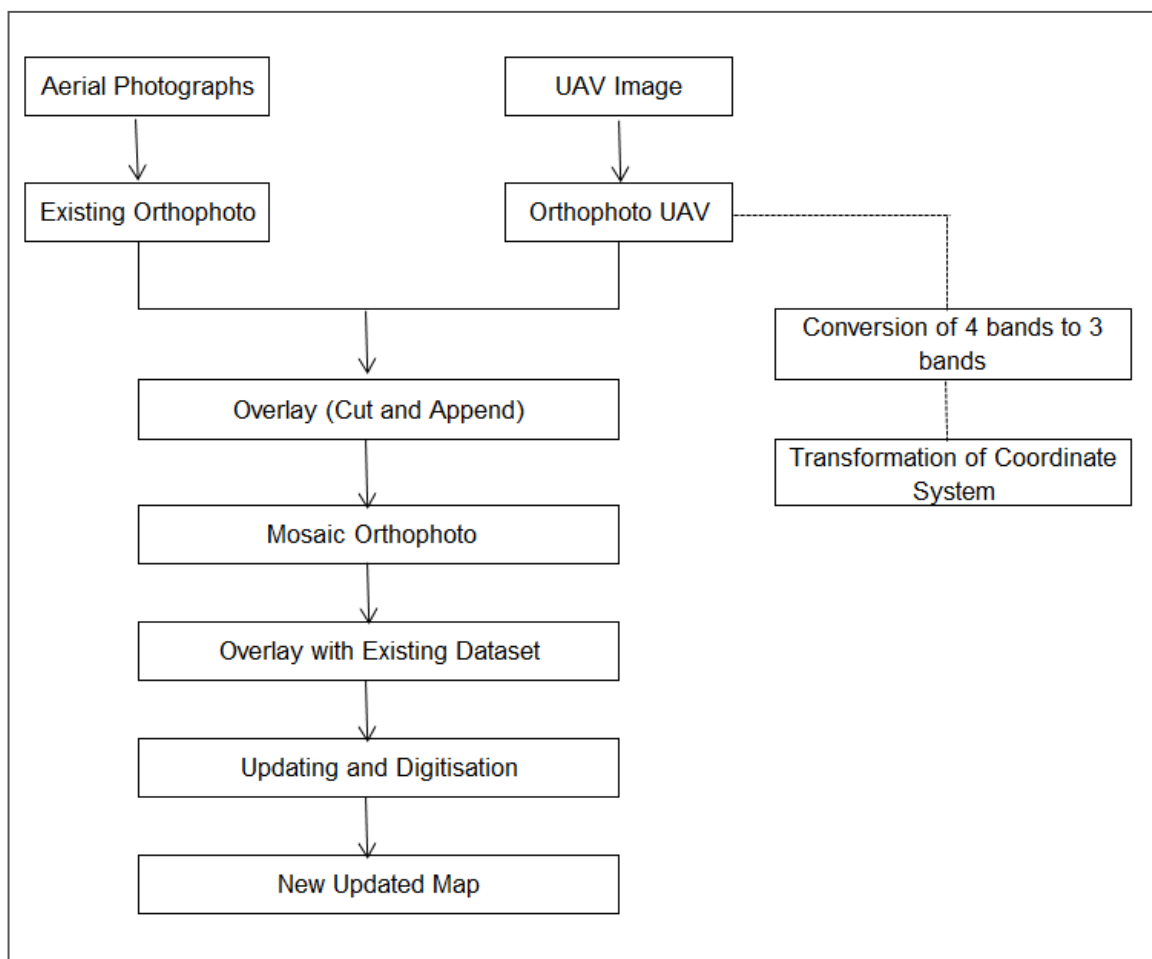 Aerial Photographs
UAV Image
Existing Orthophoto
Orthophoto UAV
Conversion of 4 bands to 3
bands
Overlay (Cut and Append)
Transformation of Coordinate
System
Mosaic Orthophoto
Overlay with Existing Dataset
Updating and Digitisation
New Updated Map